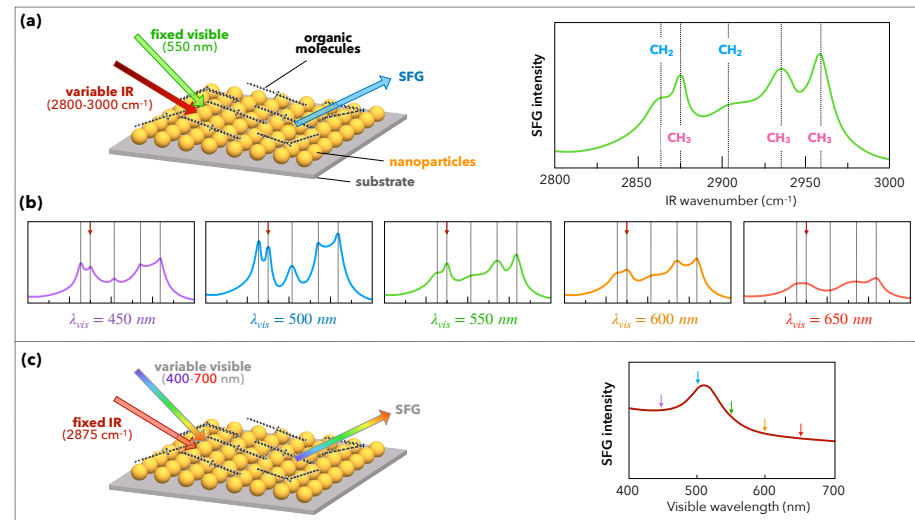 (a)
fixed visible
(550 nm)
organic
molecules
SFG
variable IR
(2800-3000 cm⁻¹)
nanoparticles
substrate
SFG intensity
CH₂
CH₂
CH₃
CH₃
CH₃
2800
2850
2900
2950
3000
IR wavenumber (cm⁻¹)
(b)
λvis = 450 nm
λvis = 500 nm
λvis = 550 nm
λvis = 600 nm
λvis = 650 nm
(c)
variable visible
(400-700 nm)
SFG
fixed IR
(2875 cm⁻¹)
SFG intensity
400
500
600
700
Visible wavelength (nm)